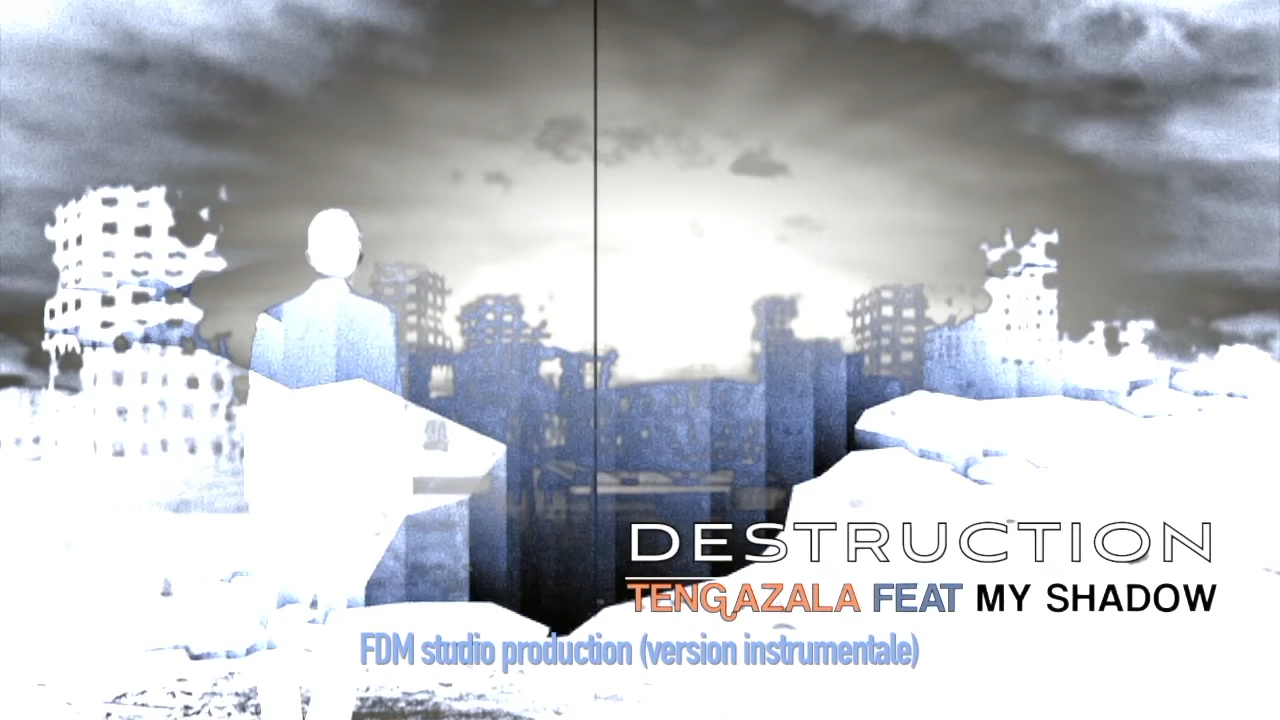 DESTRUCTION
TENGAZALA FEAT MY SHADOW
FDM studio production (version instrumentale)